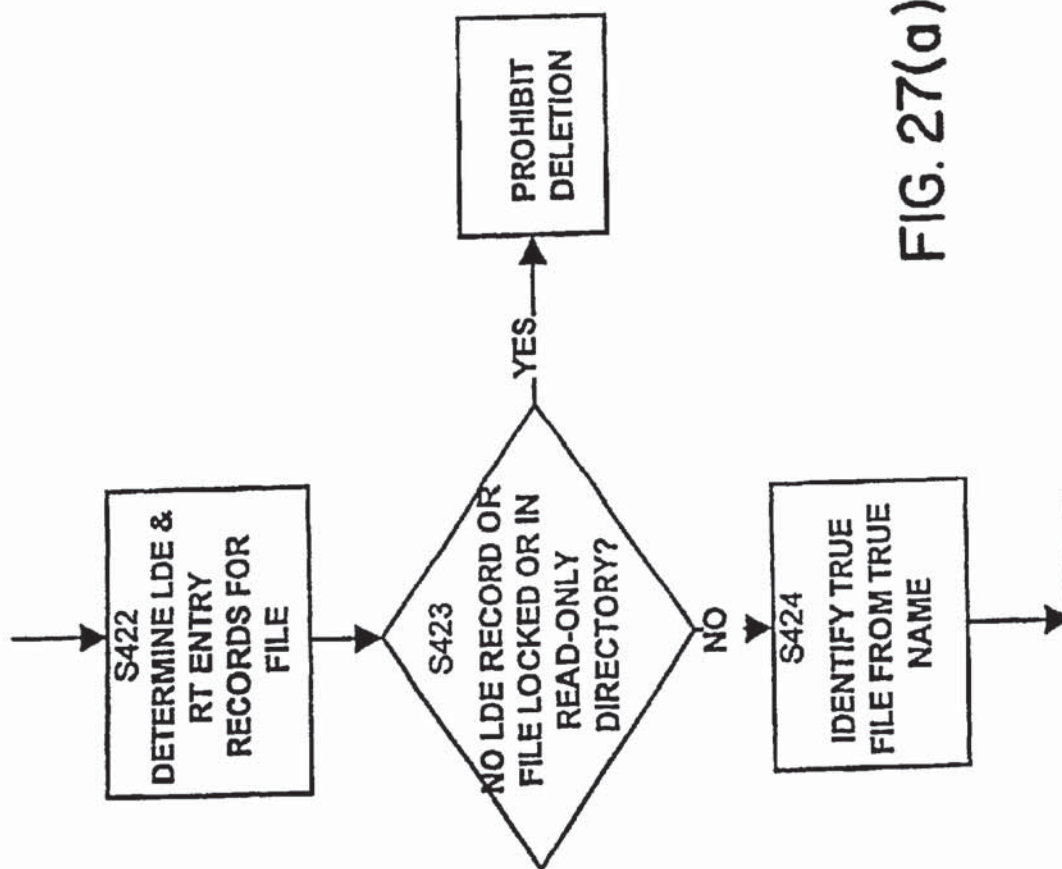 S422
DETERMINE LDE &
RT ENTRY
RECORDS FOR
FILE
S423
NO LDE RECORD OR
FILE LOCKED OR IN
READ-ONLY
DIRECTORY?
YES
PROHIBIT
DELETION
NO
S424
IDENTIFY TRUE
FILE FROM TRUE
NAME
FIG. 27(a)